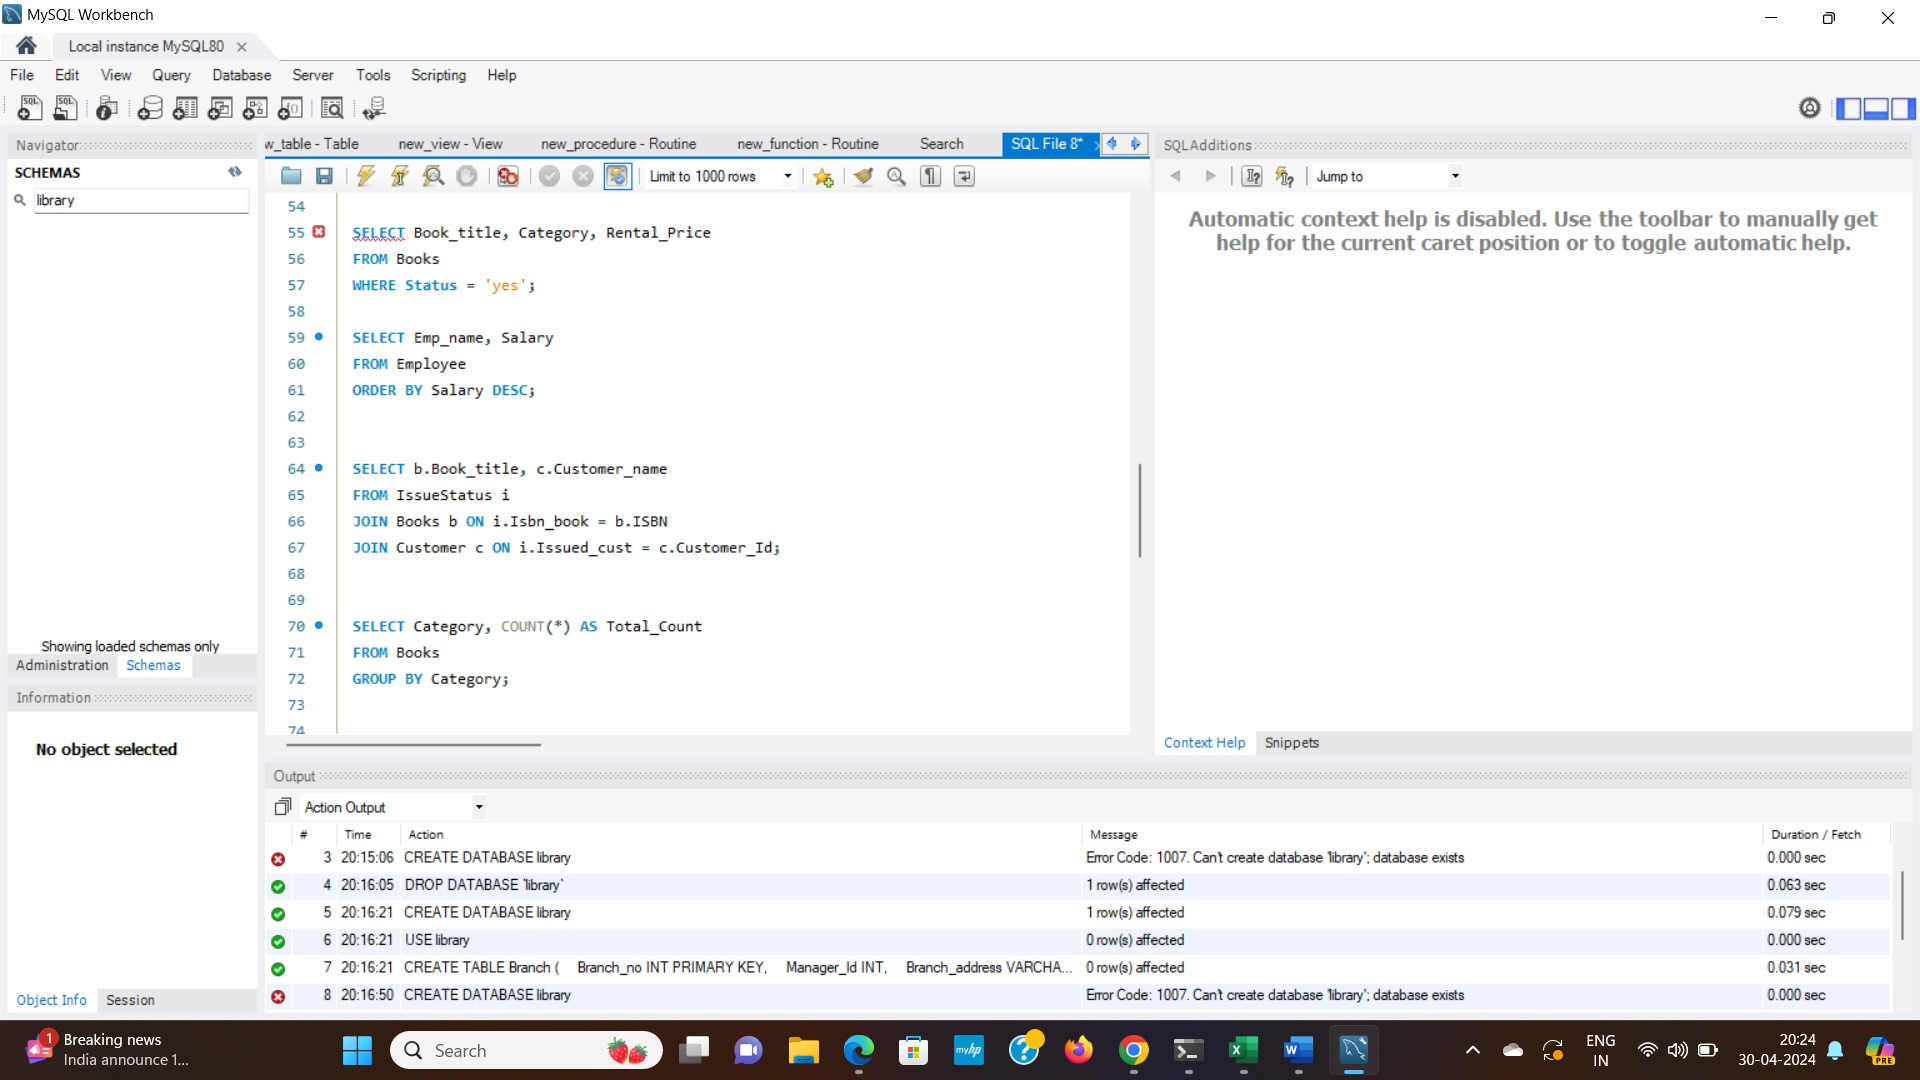 MySQL Workbench
Local instance MySQL80
File Edit View Query Database Server Tools Scripting Help
Navigator
SCHEMAS
library
Showing loaded schemas only
Administration Schemas
Information
No object selected
Object Info Session
w_table - Table new_view - View new_procedure - Routine new_function - Routine Search SQL File 8*
Limit to 1000 rows
54
55 SELECT Book_title, Category, Rental_Price
56 FROM Books
57 WHERE Status = 'yes';
58
59 SELECT Emp_name, Salary
60 FROM Employee
61 ORDER BY Salary DESC;
62
63
64 SELECT b.Book_title, c.Customer_name
65 FROM IssueStatus i
66 JOIN Books b ON i.Isbn_book = b.ISBN
67 JOIN Customer c ON i.Issued_cust = c.Customer_Id;
68
69
70 SELECT Category, COUNT(*) AS Total_Count
71 FROM Books
72 GROUP BY Category;
73
74
SQLAdditions
Jump to
Automatic context help is disabled. Use the toolbar to manually get
help for the current caret position or to toggle automatic help.
Context Help Snippets
Output
Action Output
# Time Action Message Duration / Fetch
3 20:15:06 CREATE DATABASE library Error Code: 1007. Can't create database 'library'; database exists 0.000 sec
4 20:16:05 DROP DATABASE `library` 1 row(s) affected 0.063 sec
5 20:16:21 CREATE DATABASE library 1 row(s) affected 0.079 sec
6 20:16:21 USE library 0 row(s) affected 0.000 sec
7 20:16:21 CREATE TABLE Branch ( Branch_no INT PRIMARY KEY, Manager_Id INT, Branch_address VARCHA... 0 row(s) affected 0.031 sec
8 20:16:50 CREATE DATABASE library Error Code: 1007. Can't create database 'library'; database exists 0.000 sec
1
Breaking news
India announce 1...
Search
myhp
ENG
IN
20:24
30-04-2024
PRE